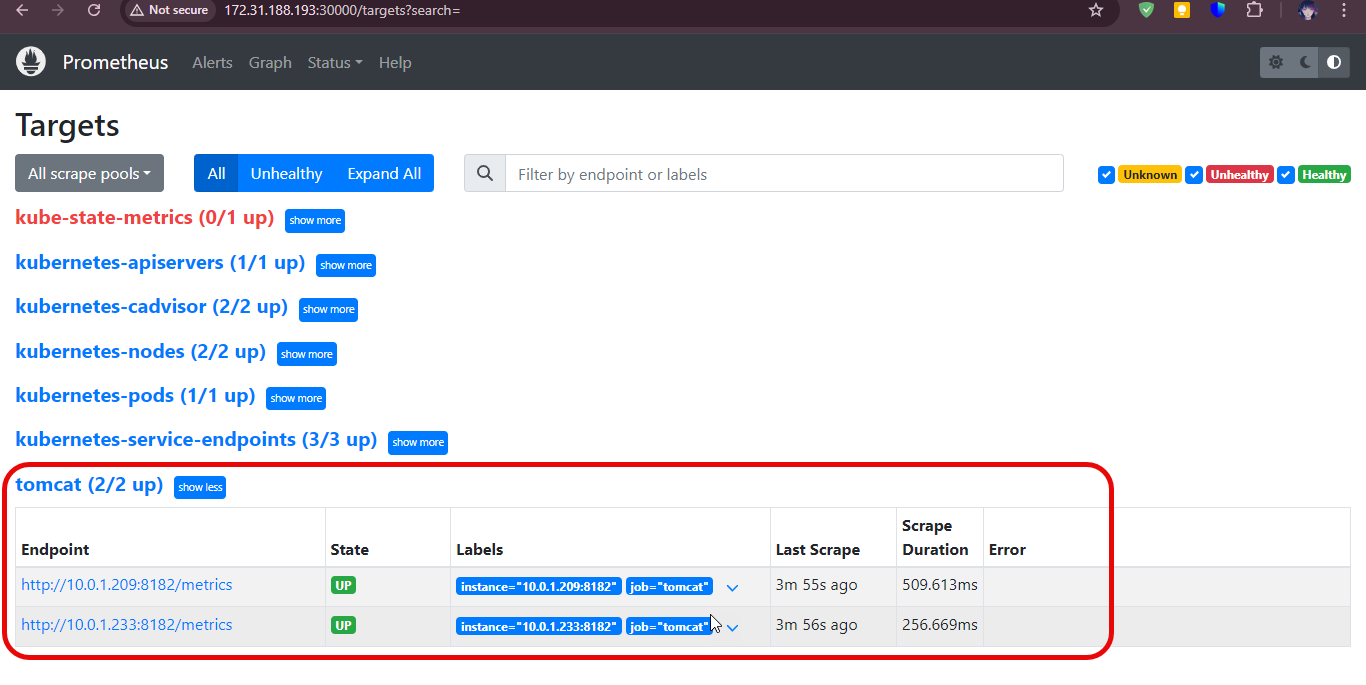 Not secure 172.31.188.193:30000/targets?search=
Prometheus Alerts Graph Status Help
Targets
All scrape pools All Unhealthy Expand All Filter by endpoint or labels Unknown Unhealthy Healthy
kube-state-metrics (0/1 up) show more
kubernetes-apiservers (1/1 up) show more
kubernetes-cadvisor (2/2 up) show more
kubernetes-nodes (2/2 up) show more
kubernetes-pods (1/1 up) show more
kubernetes-service-endpoints (3/3 up) show more
tomcat (2/2 up) show less
Endpoint State Labels Last Scrape Scrape Duration Error
http://10.0.1.209:8182/metrics UP instance="10.0.1.209:8182" job="tomcat" 3m 55s ago 509.613ms
http://10.0.1.233:8182/metrics UP instance="10.0.1.233:8182" job="tomcat" 3m 56s ago 256.669ms